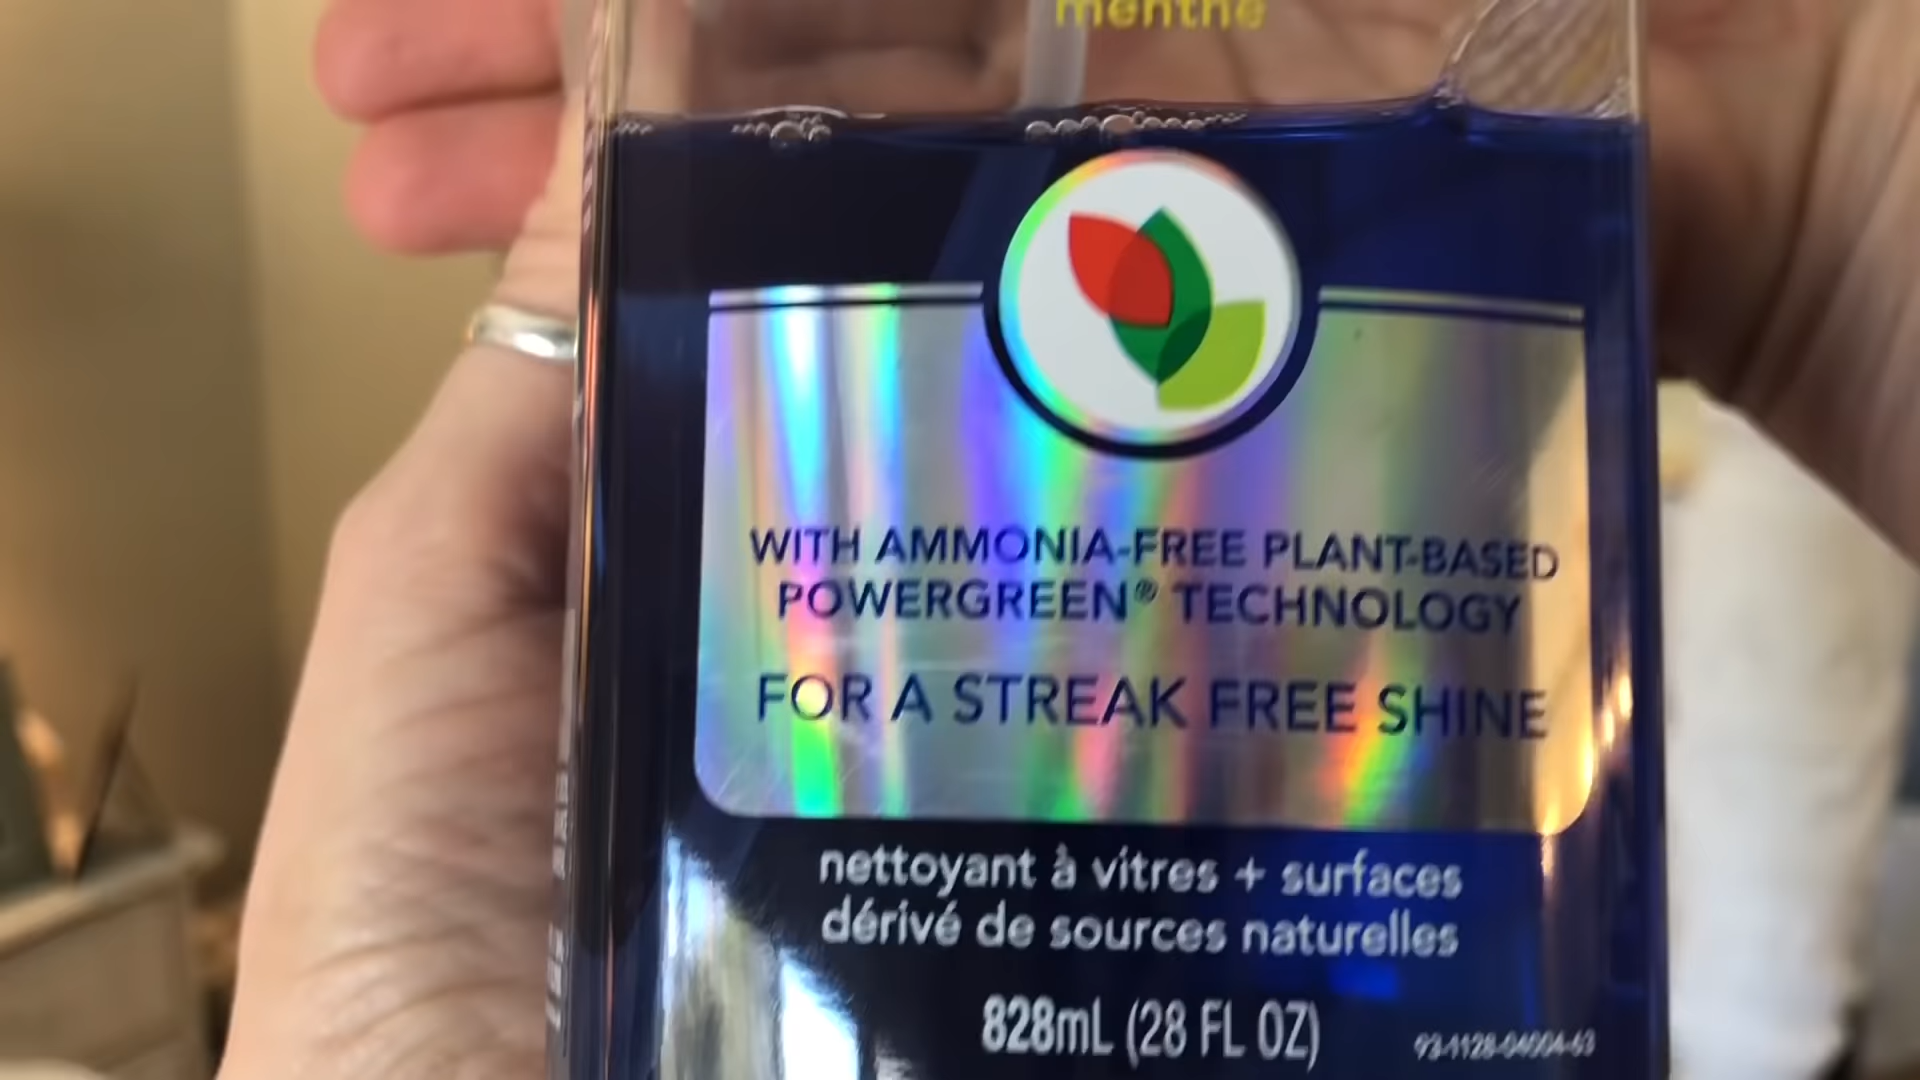 menthe
WITH AMMONIA-FREE PLANT-BASED
POWERGREEN® TECHNOLOGY
FOR A STREAK FREE SHINE
nettoyant à vitres + surfaces
dérivé de sources naturelles
828mL (28 FL OZ)
93-1128-04004-63